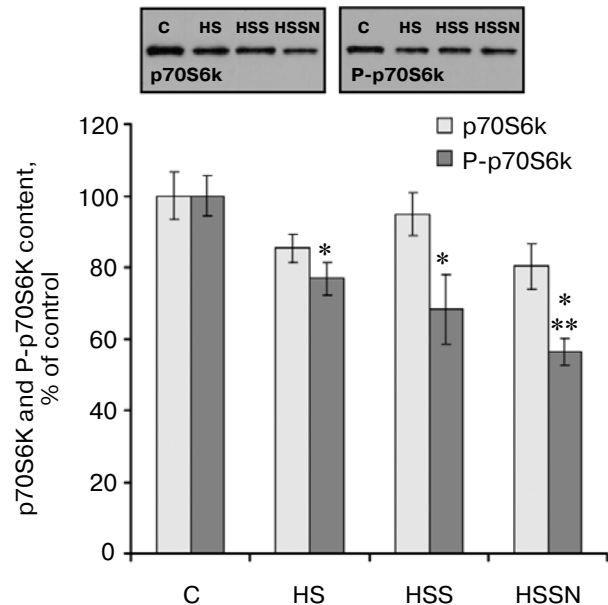 C HS HSS HSSN
p70S6k
C HS HSS HSSN
P-p70S6k
p70S6K and P-p70S6K content,
% of control
120
100
80
60
40
20
0
p70S6k
P-p70S6k
*
*
*
**
C HS HSS HSSN